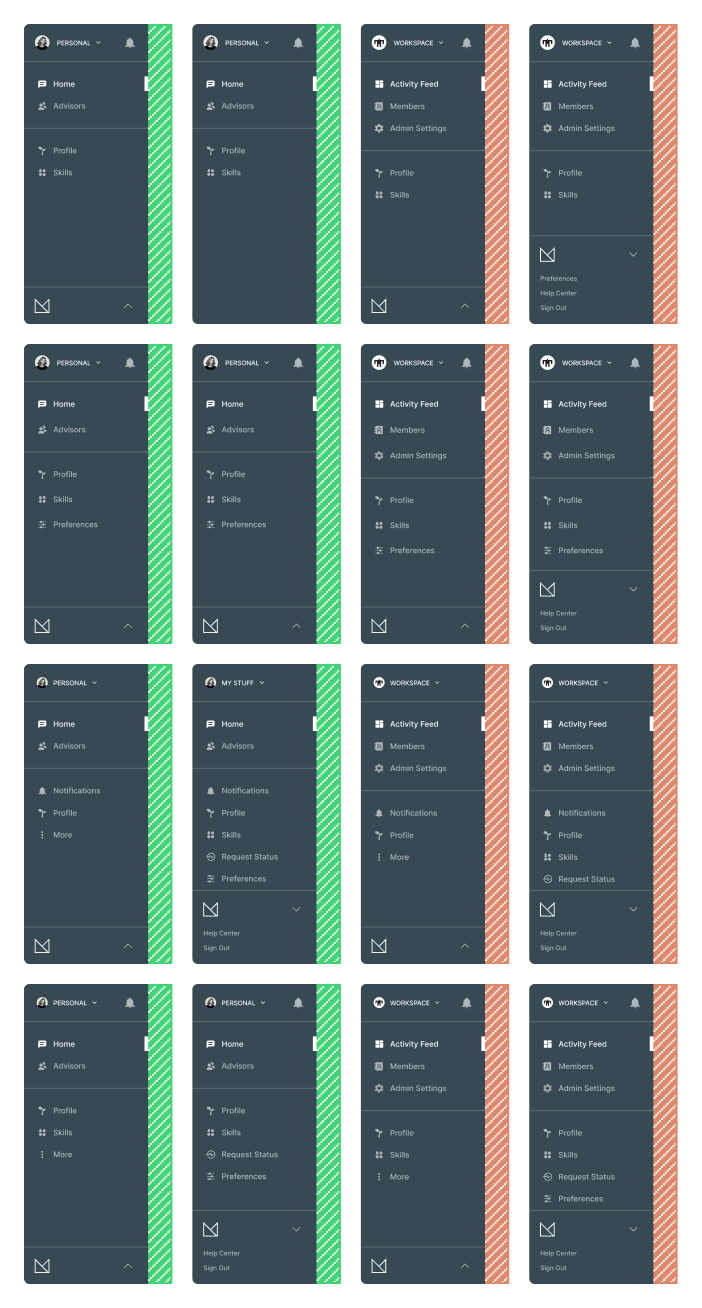 PERSONAL
Home
Advisors
Profile
Skills
PERSONAL
Home
Advisors
Profile
Skills
WORKSPACE
Activity Feed
Members
Admin Settings
Profile
Skills
WORKSPACE
Activity Feed
Members
Admin Settings
Profile
Skills
Preferences
Help Center
Sign Out
PERSONAL
Home
Advisors
Profile
Skills
Preferences
PERSONAL
Home
Advisors
Profile
Skills
Preferences
WORKSPACE
Activity Feed
Members
Admin Settings
Profile
Skills
Preferences
WORKSPACE
Activity Feed
Members
Admin Settings
Profile
Skills
Preferences
Help Center
Sign Out
PERSONAL
Home
Advisors
Notifications
Profile
More
MY STUFF
Home
Advisors
Notifications
Profile
Skills
Request Status
Preferences
Help Center
Sign Out
WORKSPACE
Activity Feed
Members
Admin Settings
Notifications
Profile
More
WORKSPACE
Activity Feed
Members
Admin Settings
Notifications
Profile
Skills
Request Status
Help Center
Sign Out
PERSONAL
Home
Advisors
Profile
Skills
More
PERSONAL
Home
Advisors
Profile
Skills
Request Status
Preferences
Help Center
Sign Out
WORKSPACE
Activity Feed
Members
Admin Settings
Profile
Skills
More
WORKSPACE
Activity Feed
Members
Admin Settings
Profile
Skills
Request Status
Preferences
Help Center
Sign Out